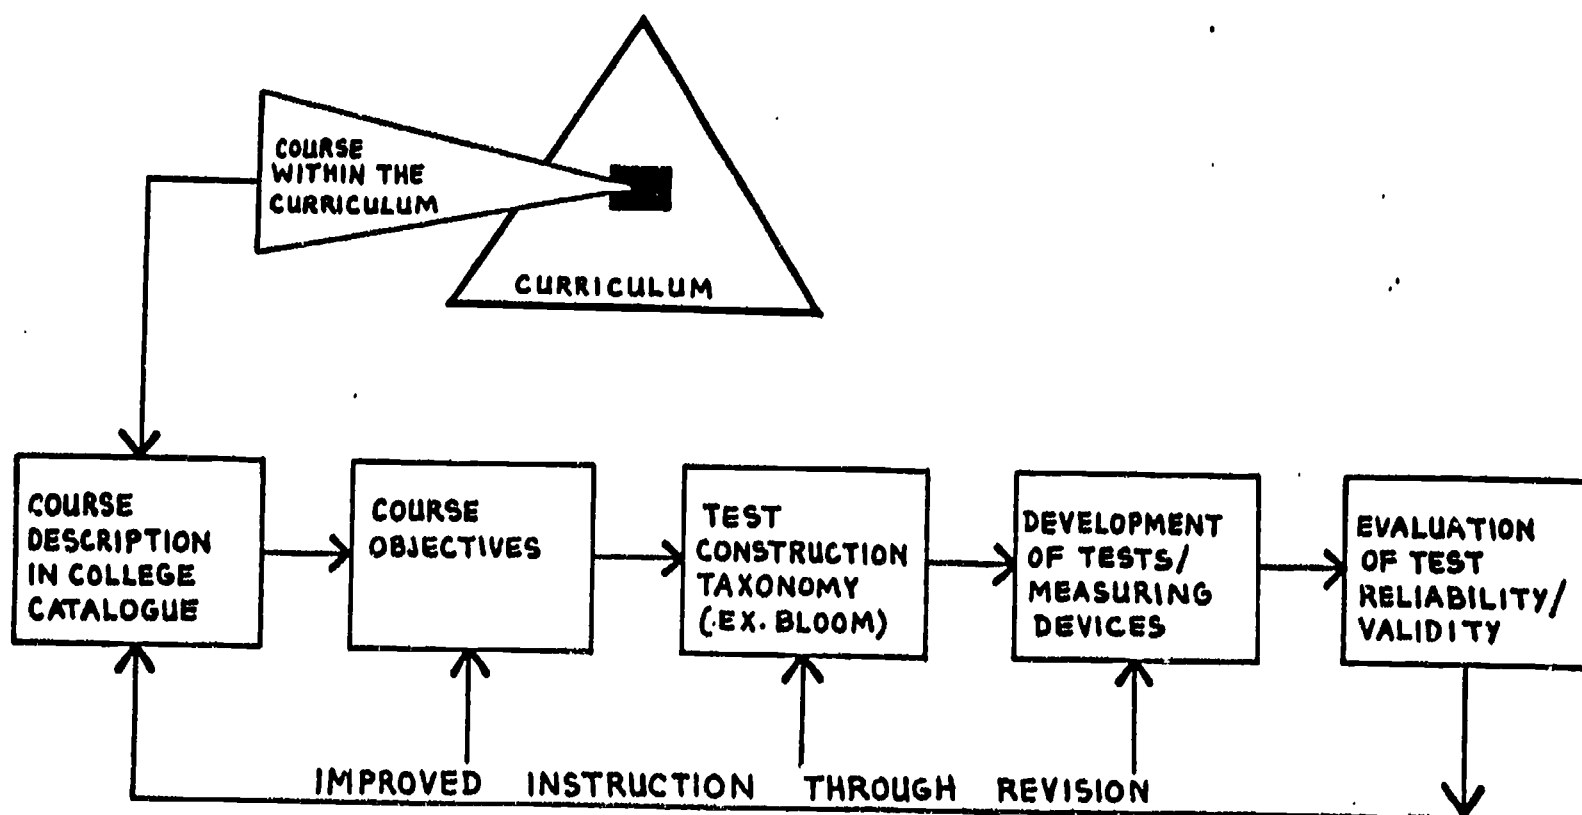 COURSE
WITHIN THE
CURRICULUM
CURRICULUM
COURSE
DESCRIPTION
IN COLLEGE
CATALOGUE
COURSE
OBJECTIVES
TEST
CONSTRUCTION
TAXONOMY
(.EX. BLOOM)
DEVELOPMENT
OF TESTS/
MEASURING
DEVICES
EVALUATION
OF TEST
RELIABILITY/
VALIDITY
IMPROVED INSTRUCTION THROUGH REVISION